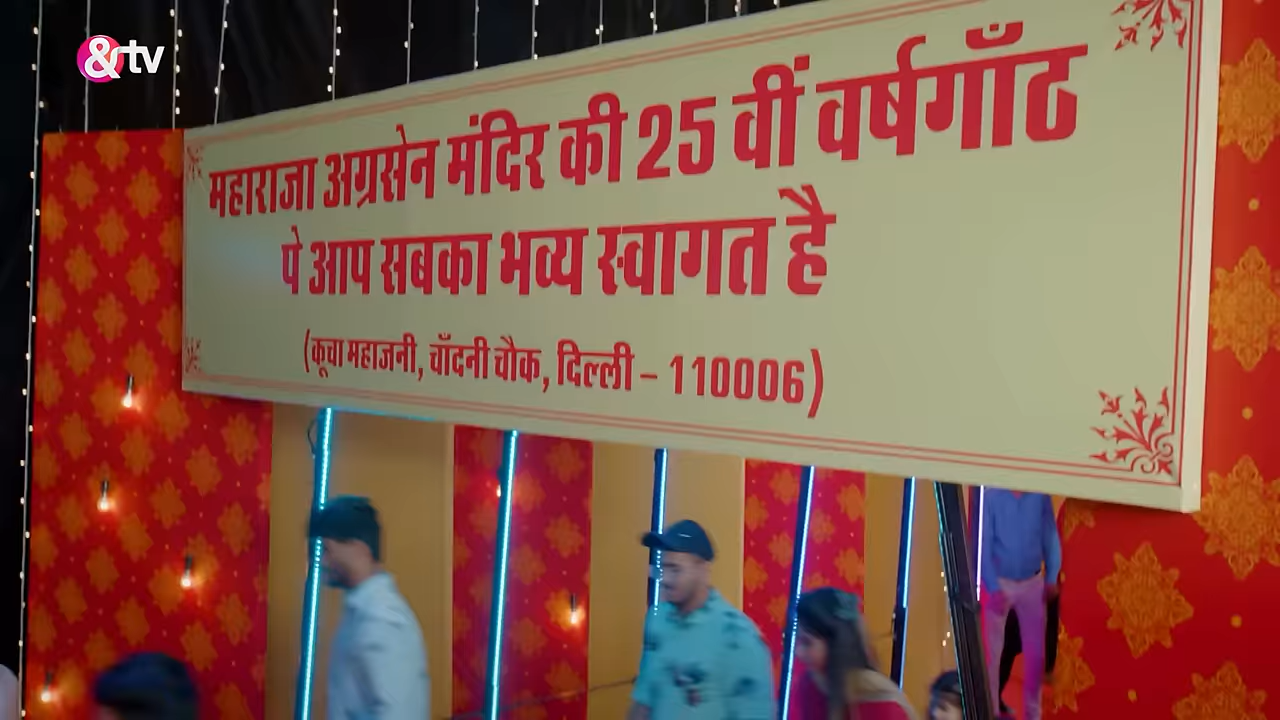 &tv
महाराजा अग्रसेन मंदिर की 25 वीं वर्षगाँठ
पे आप सबका भव्य स्वागत है
(कूचा महाजनी, चाँदनी चौक, दिल्ली – 110006)